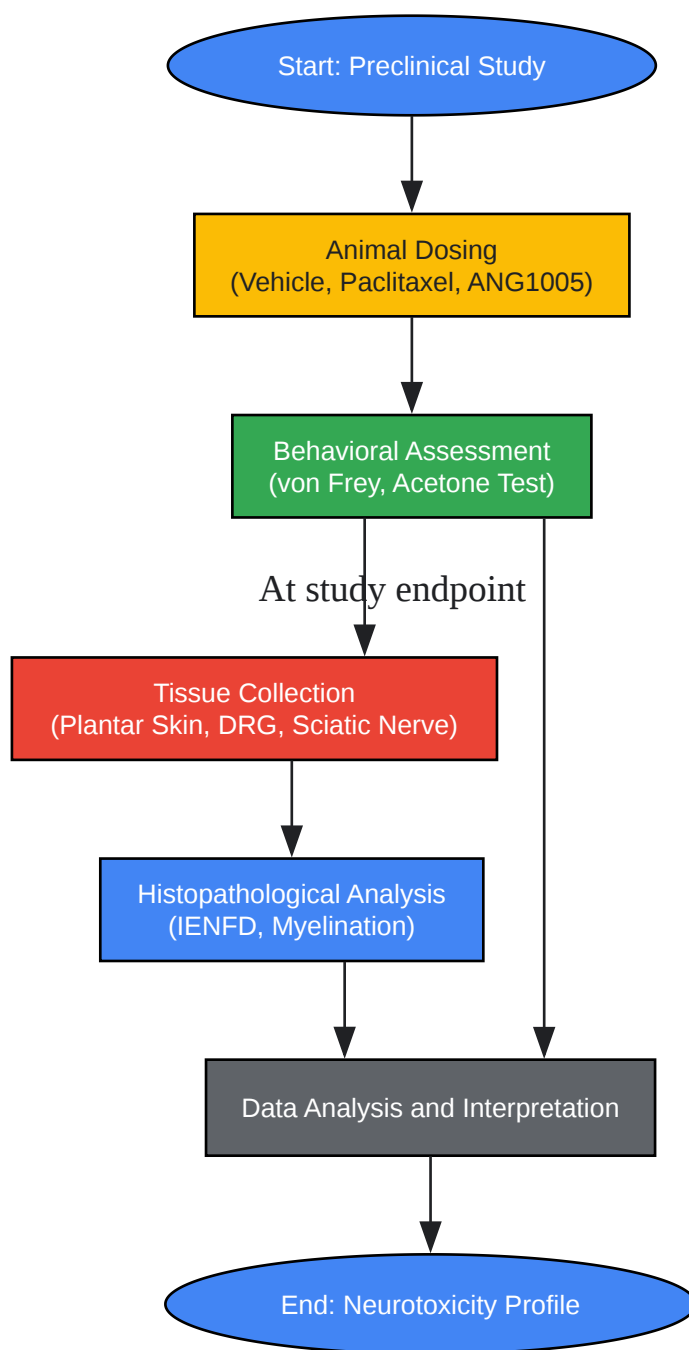 Start: Preclinical Study
Animal Dosing
(Vehicle, Paclitaxel, ANG1005)
Behavioral Assessment
(von Frey, Acetone Test)
At study endpoint
Tissue Collection
(Plantar Skin, DRG, Sciatic Nerve)
Histopathological Analysis
(IENFD, Myelination)
Data Analysis and Interpretation
End: Neurotoxicity Profile